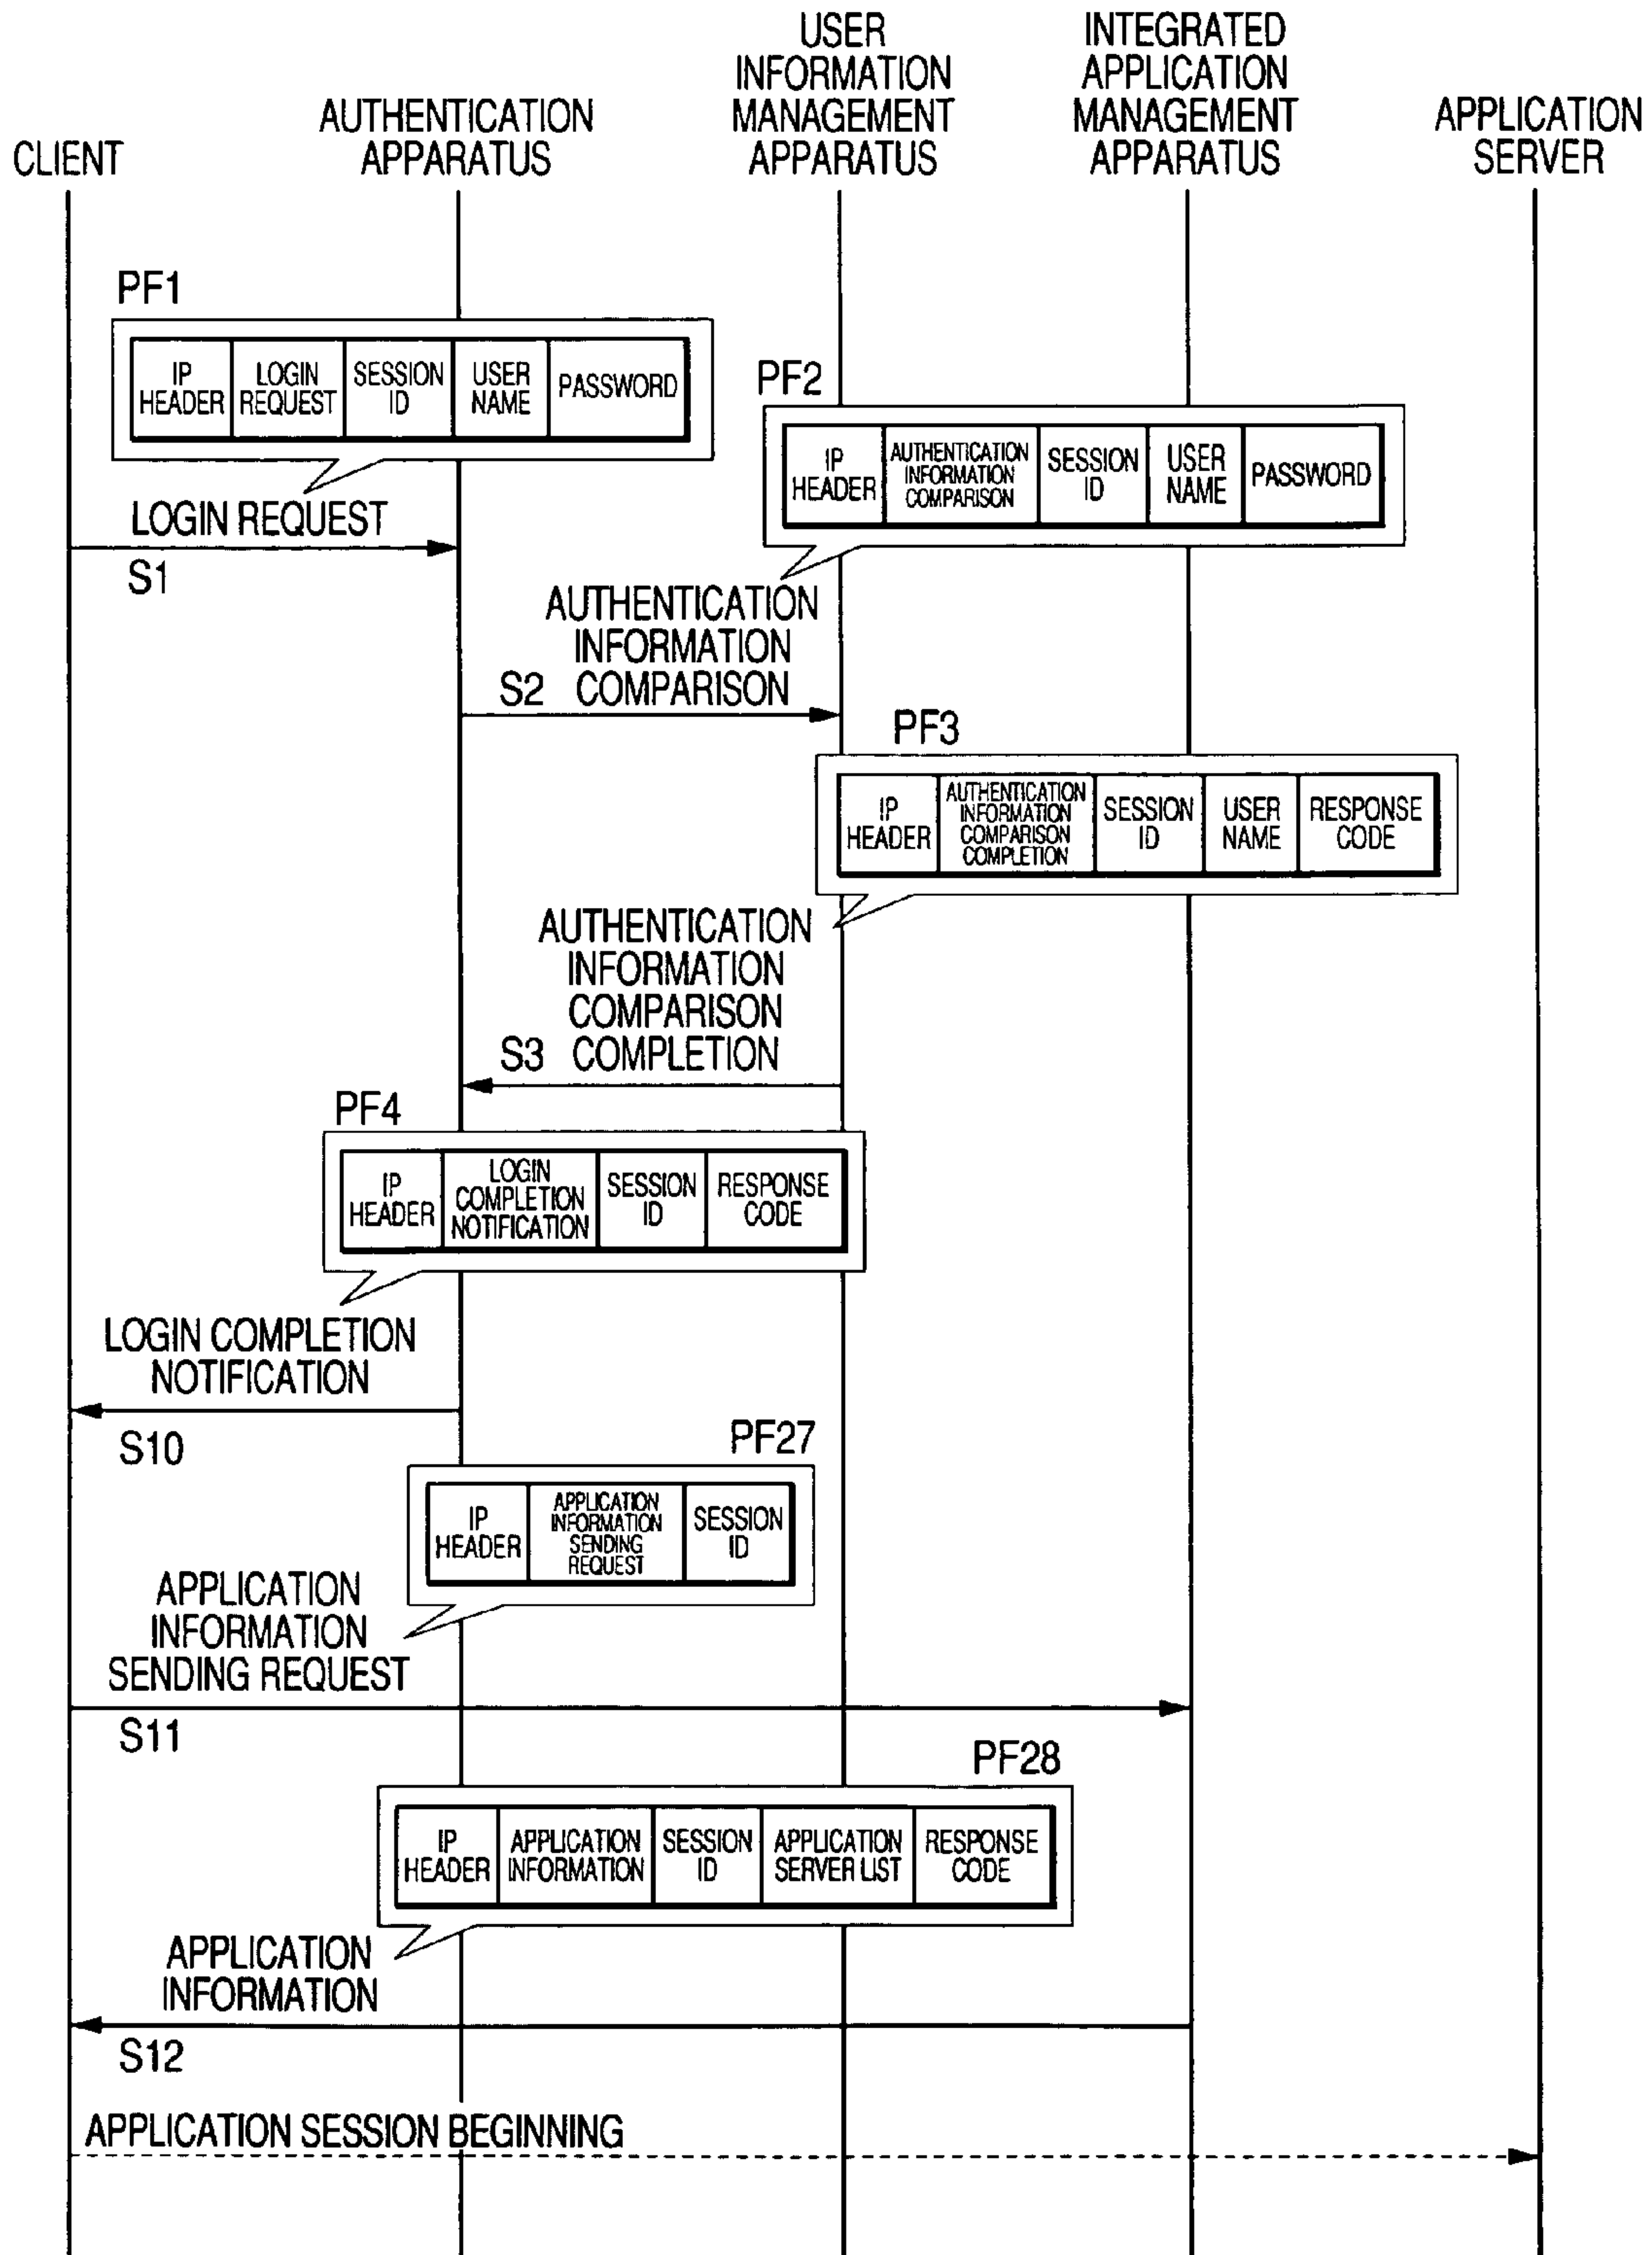 CLIENT
AUTHENTICATION
APPARATUS
USER
INFORMATION
MANAGEMENT
APPARATUS
INTEGRATED
APPLICATION
MANAGEMENT
APPARATUS
APPLICATION
SERVER
PF1
IP
HEADER
LOGIN
REQUEST
SESSION
ID
USER
NAME
PASSWORD
LOGIN REQUEST
S1
PF2
IP
HEADER
AUTHENTICATION
INFORMATION
COMPARISON
SESSION
ID
USER
NAME
PASSWORD
AUTHENTICATION
INFORMATION
S2 COMPARISON
PF3
IP
HEADER
AUTHENTICATION
INFORMATION
COMPARISON
COMPLETION
SESSION
ID
USER
NAME
RESPONSE
CODE
AUTHENTICATION
INFORMATION
COMPARISON
S3 COMPLETION
PF4
IP
HEADER
LOGIN
COMPLETION
NOTIFICATION
SESSION
ID
RESPONSE
CODE
LOGIN COMPLETION
NOTIFICATION
S10
PF27
IP
HEADER
APPLICATION
INFORMATION
SENDING
REQUEST
SESSION
ID
APPLICATION
INFORMATION
SENDING REQUEST
S11
PF28
IP
HEADER
APPLICATION
INFORMATION
SESSION
ID
APPLICATION
SERVER LIST
RESPONSE
CODE
APPLICATION
INFORMATION
S12
APPLICATION SESSION BEGINNING